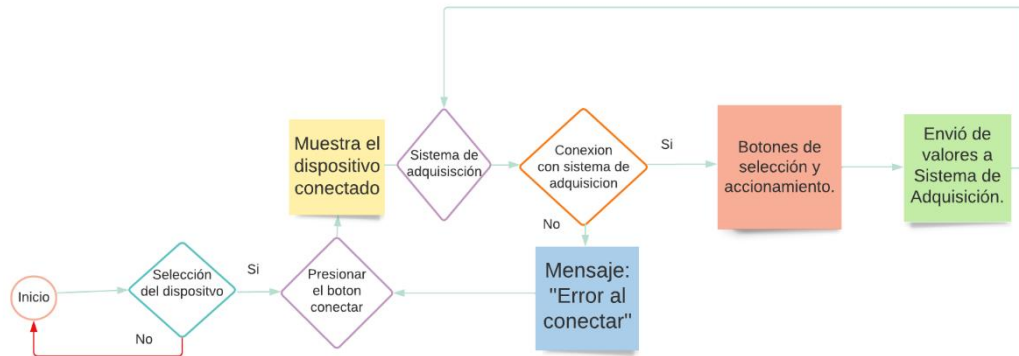 Inicio
Selección
del dispositvo
Si
No
Presionar
el boton
conectar
Muestra el
dispositivo
conectado
Sistema de
adquisisción
Conexion
con sistema de
adquisicion
Si
No
Mensaje:
"Error al
conectar"
Botones de
selección y
accionamiento.
Envió de
valores a
Sistema de
Adquisición.